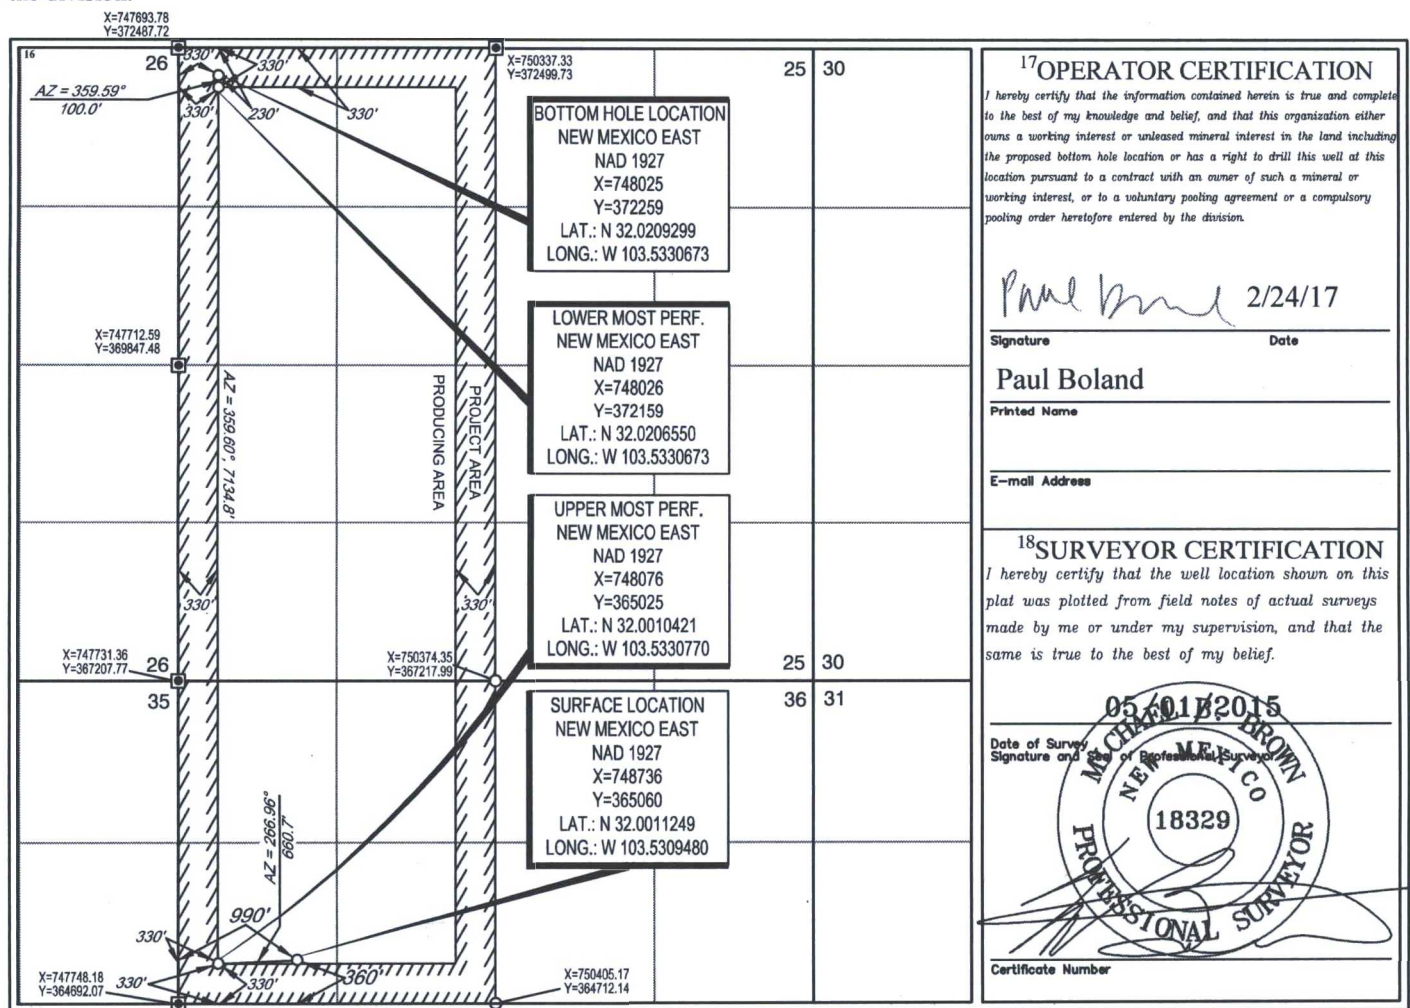 the division.
X=747693.78
Y=372487.72
16
26
330'
330'
X=750337.33
Y=372499.73
25
30
AZ = 359.59°
100.0'
330'
230'
330'
BOTTOM HOLE LOCATION
NEW MEXICO EAST
NAD 1927
X=748025
Y=372259
LAT.: N 32.0209299
LONG.: W 103.5330673
LOWER MOST PERF.
NEW MEXICO EAST
NAD 1927
X=748026
Y=372159
LAT.: N 32.0206550
LONG.: W 103.5330673
X=747712.59
Y=369847.48
AZ = 359.60°, 7134.8'
PRODUCING AREA
PROJECT AREA
UPPER MOST PERF.
NEW MEXICO EAST
NAD 1927
X=748076
Y=365025
LAT.: N 32.0010421
LONG.: W 103.5330770
330'
330'
X=747731.36
Y=367207.77
26
35
X=750374.35
Y=367217.99
25
30
36
31
SURFACE LOCATION
NEW MEXICO EAST
NAD 1927
X=748736
Y=365060
LAT.: N 32.0011249
LONG.: W 103.5309480
AZ = 266.96°
660.7'
990'
330'
X=747748.18
Y=364692.07
330'
330'
360'
X=750405.17
Y=364712.14
17OPERATOR CERTIFICATION
I hereby certify that the information contained herein is true and complete
to the best of my knowledge and belief, and that this organization either
owns a working interest or unleased mineral interest in the land including
the proposed bottom hole location or has a right to drill this well at this
location pursuant to a contract with an owner of such a mineral or
working interest, or to a voluntary pooling agreement or a compulsory
pooling order heretofore entered by the division.
Paul Boland
2/24/17
Signature
Date
Paul Boland
Printed Name
E-mail Address
18SURVEYOR CERTIFICATION
I hereby certify that the well location shown on this
plat was plotted from field notes of actual surveys
made by me or under my supervision, and that the
same is true to the best of my belief.
05/01/2015
Date of Survey
Signature and Seal of Professional Surveyor:
MICHAEL B. BROWN
NEW MEXICO
18329
PROFESSIONAL SURVEYOR
Certificate Number